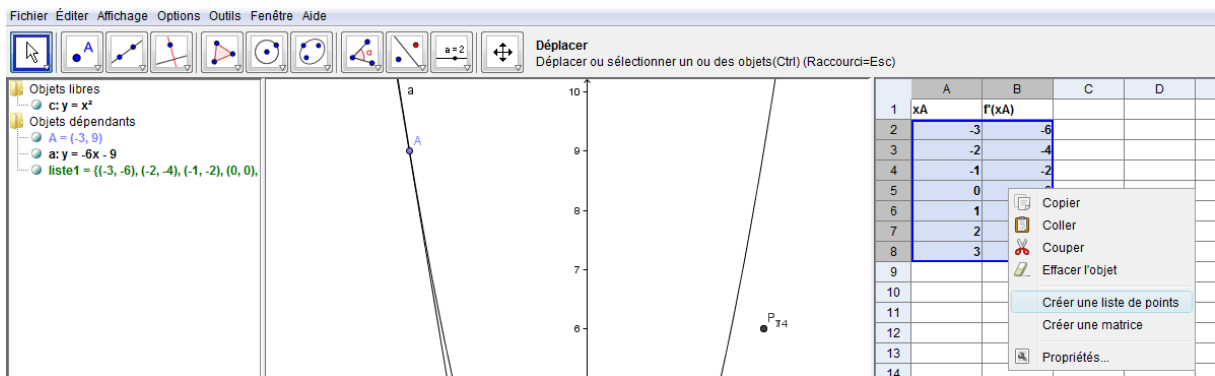 Fichier Éditer Affichage Options Outils Fenêtre Aide
A
α
a=2
Déplacer
Déplacer ou sélectionner un ou des objets(Ctrl) (Raccourci=Esc)
Objets libres
c: y = x²
Objets dépendants
A = (-3, 9)
a: y = -6x - 9
liste1 = {(-3, -6), (-2, -4), (-1, -2), (0, 0),
a
A
10
9
8
7
6
A B C D
1 xA f'(xA)
2 -3 -6
3 -2 -4
4 -1 -2
5 0
6 1
7 2
8 3
9
10
11
12
13
14
Copier
Coller
Couper
Effacer l'objet
Créer une liste de points
Créer une matrice
Propriétés...